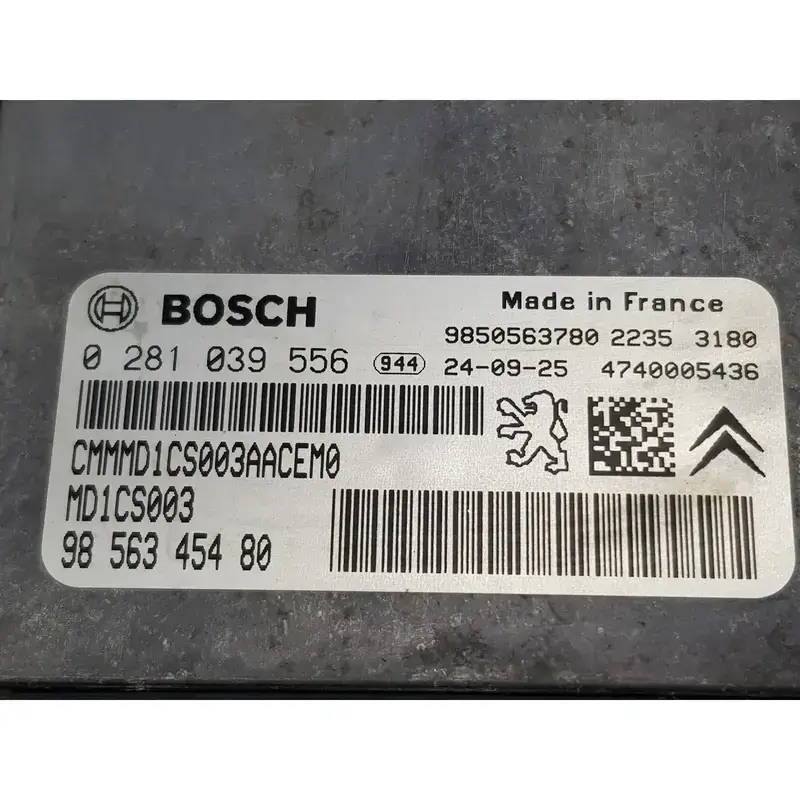 BOSCH
Made in France
9850563780 2235 3180
0 281 039 556 944 24-09-25 4740005436
CMMMD1CS003AACEM0
MD1CS003
98 563 454 80